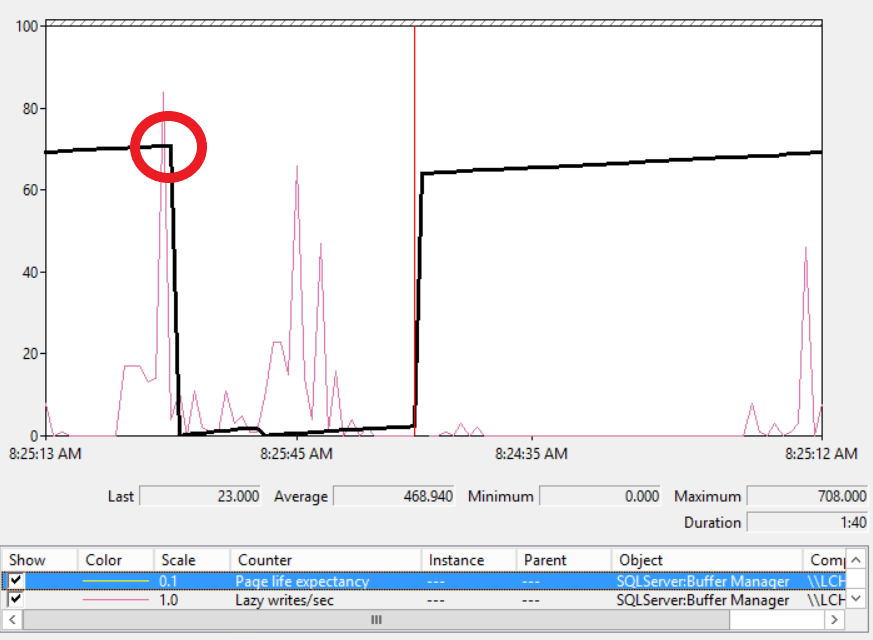 100
80
60
40
20
0
8:25:13 AM 8:25:45 AM 8:24:35 AM 8:25:12 AM
Last 23.000 Average 468.940 Minimum 0.000 Maximum 708.000
Duration 1:40
Show Color Scale Counter Instance Parent Object Com
0.1 Page life expectancy --- --- SQLServer:Buffer Manager \\LCH
1.0 Lazy writes/sec --- --- SQLServer:Buffer Manager \\LCH